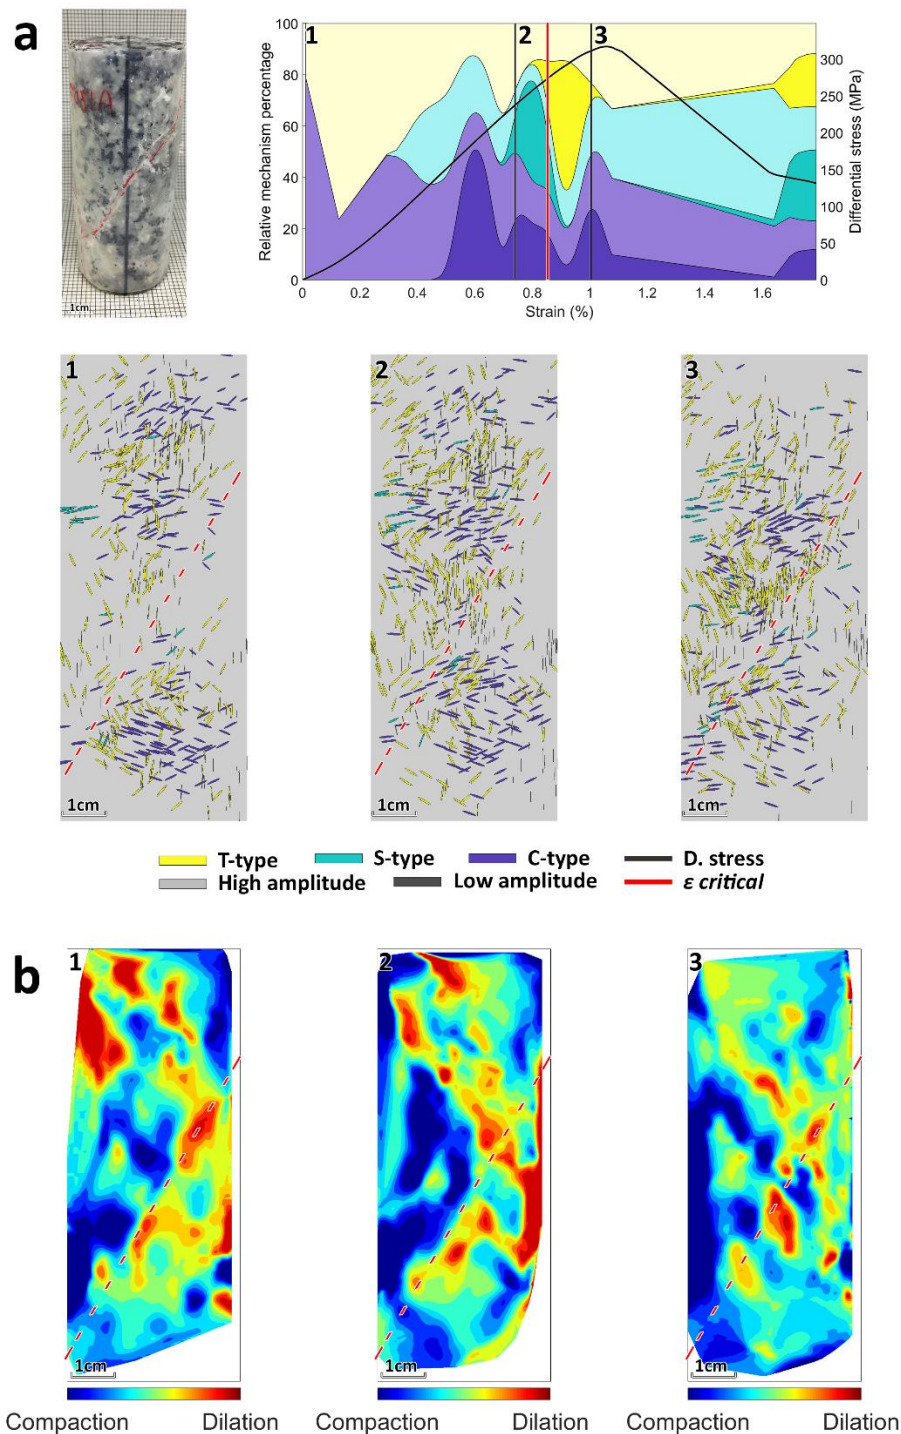 a
1cm
Relative mechanism percentage
100
80
60
40
20
0
1
2
3
0
0.2
0.4
0.6
0.8
1
1.2
1.4
1.6
Strain (%)
300
250
200
150
100
50
0
Differential stress (MPa)
1
1cm
2
1cm
3
1cm
T-type
S-type
C-type
D. stress
High amplitude
Low amplitude
ε critical
b
1
1cm
2
1cm
3
1cm
Compaction Dilation
Compaction Dilation
Compaction Dilation